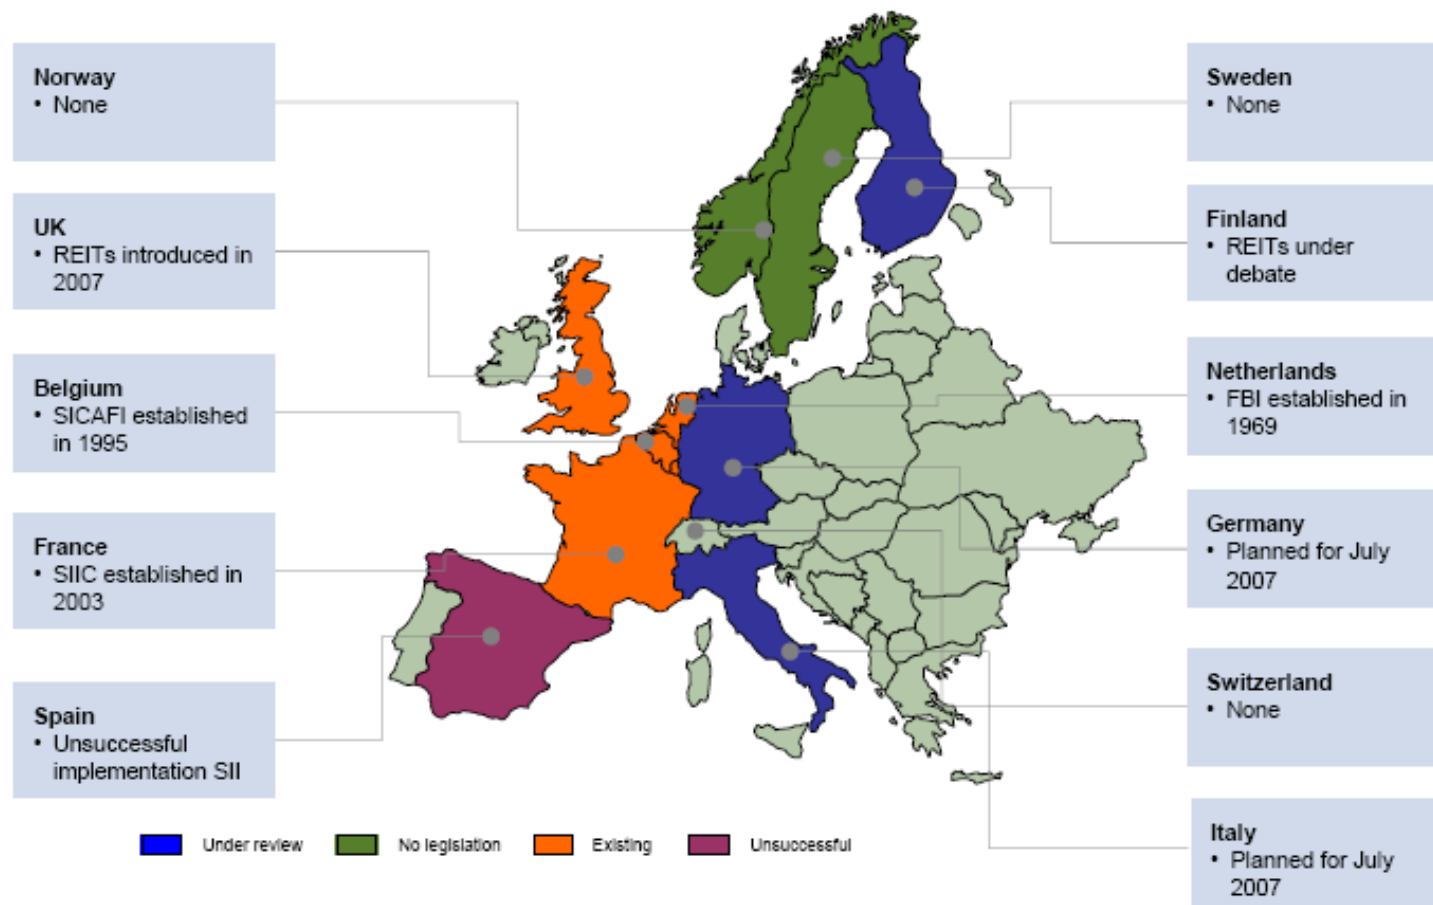 Norway
• None
UK
• REITs introduced in
2007
Belgium
• SICAFI established
in 1995
France
• SIIC established in
2003
Spain
• Unsuccessful
implementation SII
Sweden
• None
Finland
• REITs under
debate
Netherlands
• FBI established in
1969
Germany
• Planned for July
2007
Switzerland
• None
Italy
• Planned for July
2007
Under review
No legislation
Existing
Unsuccessful